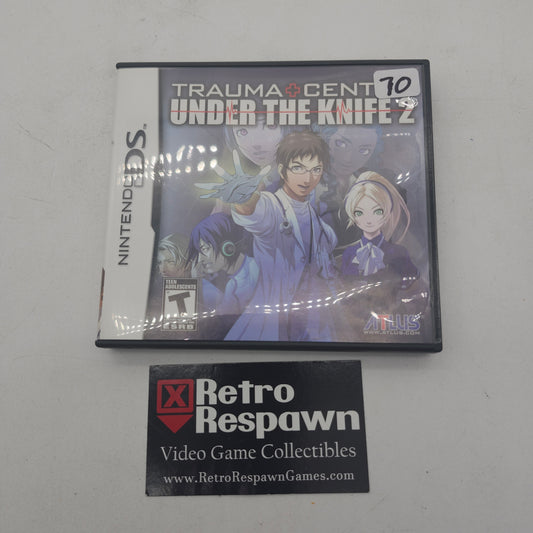 NINTENDO DS
TRAUMA CENT
70
UNDER THE KNIFE 2
TEEN
ADOLESCENTS
T
ESRB
ATLUS
WWW.ATLUS.COM
X Retro
Respawn
Video Game Collectibles
www.RetroRespawnGames.com